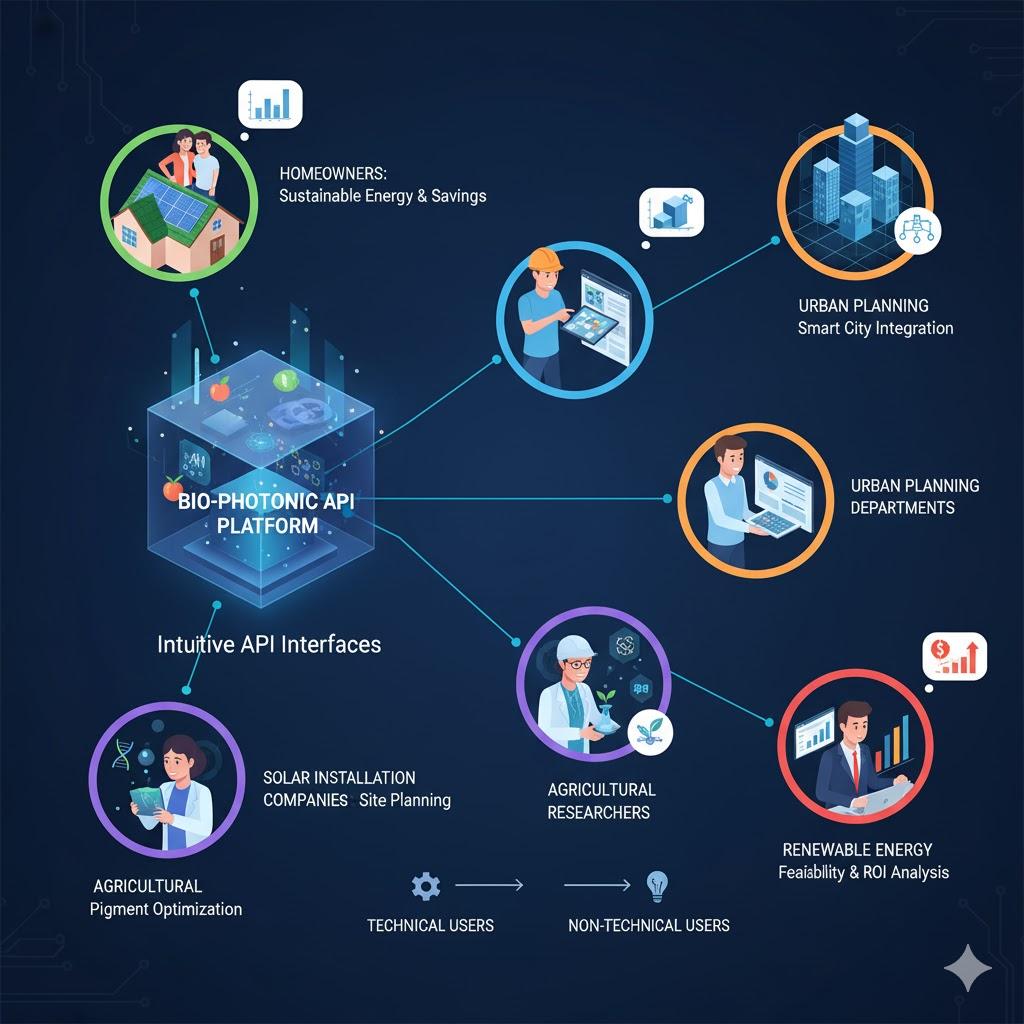 HOMEOWNERS:
Sustainable Energy & Savings
URBAN PLANNING
Smart City Integration
BIO-PHOTONIC API
PLATFORM
URBAN PLANNING
DEPARTMENTS
Intuitive API Interfaces
SOLAR INSTALLATION
COMPANIES Site Planning
AGRICULTURAL
RESEARCHERS
RENEWABLE ENERGY
& ROI Analysis
AGRICULTURAL
Pigment Optimization
TECHNICAL USERS
NON-TECHNICAL USERS